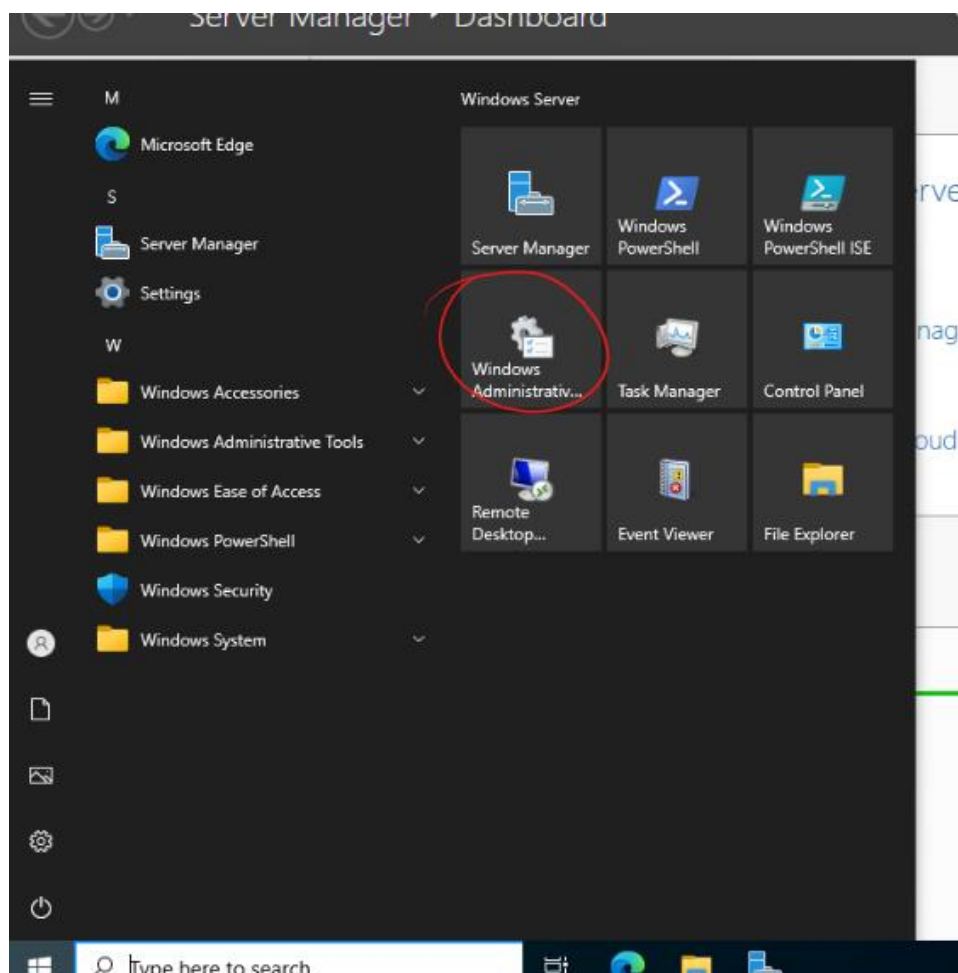 Server Manager • Dashboard
M
Microsoft Edge
S
Server Manager
Settings
W
Windows Accessories
Windows Administrative Tools
Windows Ease of Access
Windows PowerShell
Windows Security
Windows System
Windows Server
Server Manager
Windows
PowerShell
Windows
PowerShell ISE
Windows
Administrativ...
Task Manager
Control Panel
Remote
Desktop...
Event Viewer
File Explorer
Type here to search